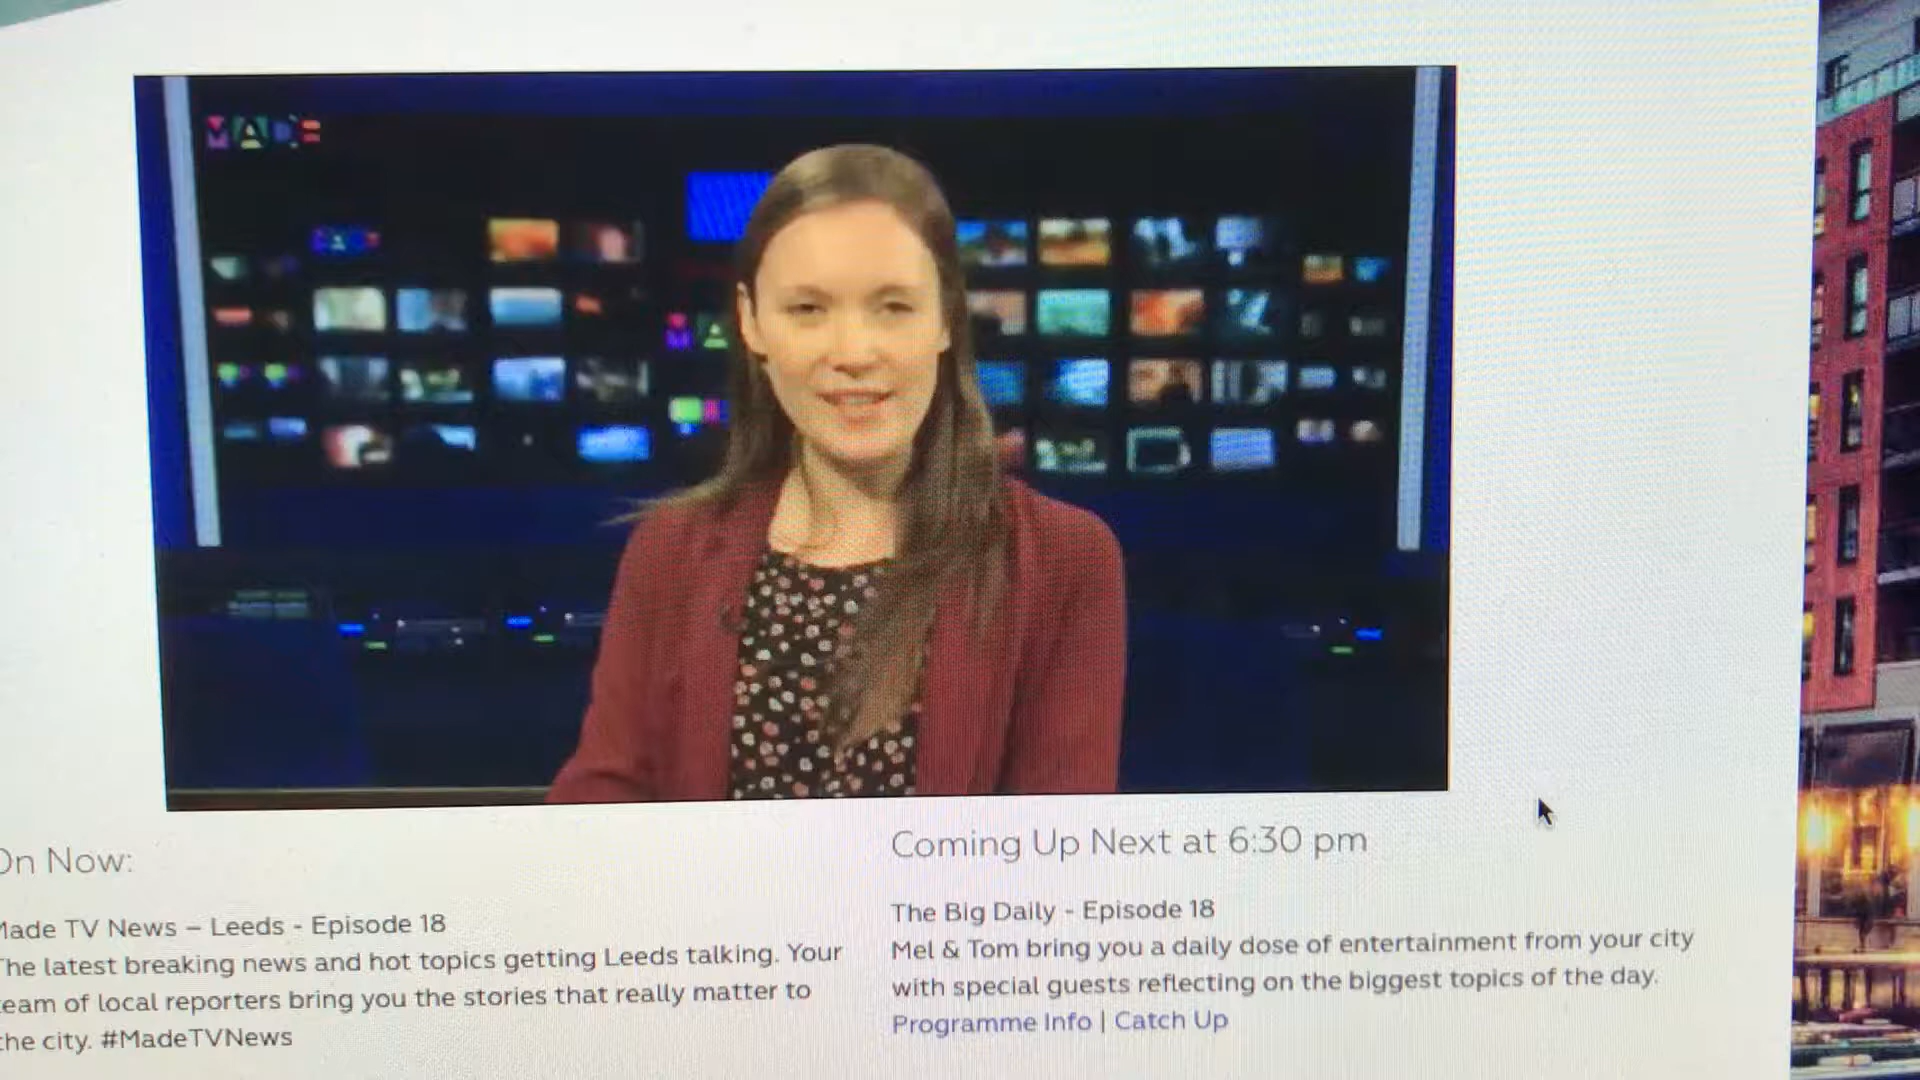 MADE
On Now:
Made TV News – Leeds - Episode 18
The latest breaking news and hot topics getting Leeds talking. Your
team of local reporters bring you the stories that really matter to
the city. #MadeTVNews
Coming Up Next at 6:30 pm
The Big Daily - Episode 18
Mel & Tom bring you a daily dose of entertainment from your city
with special guests reflecting on the biggest topics of the day.
Programme Info | Catch Up